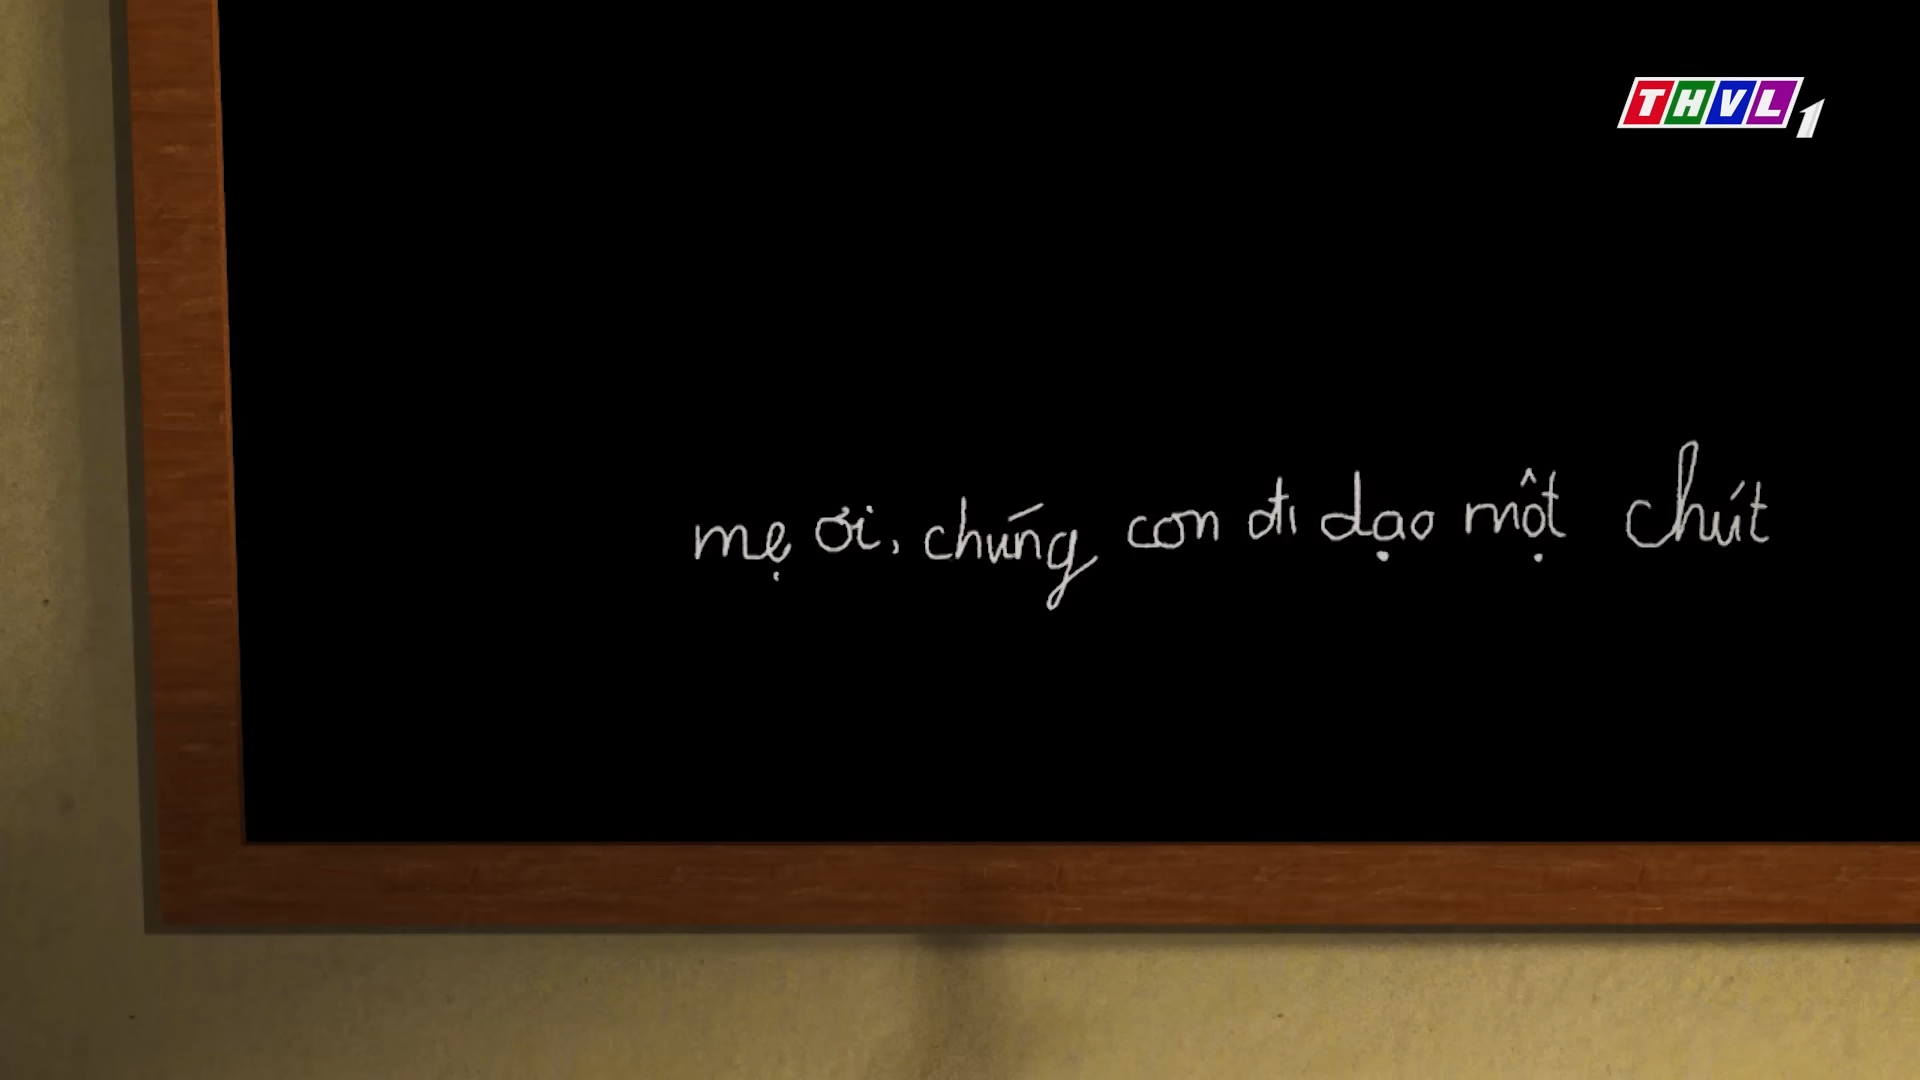 THVL1
mẹ ơi, chúng con đi dạo một chút